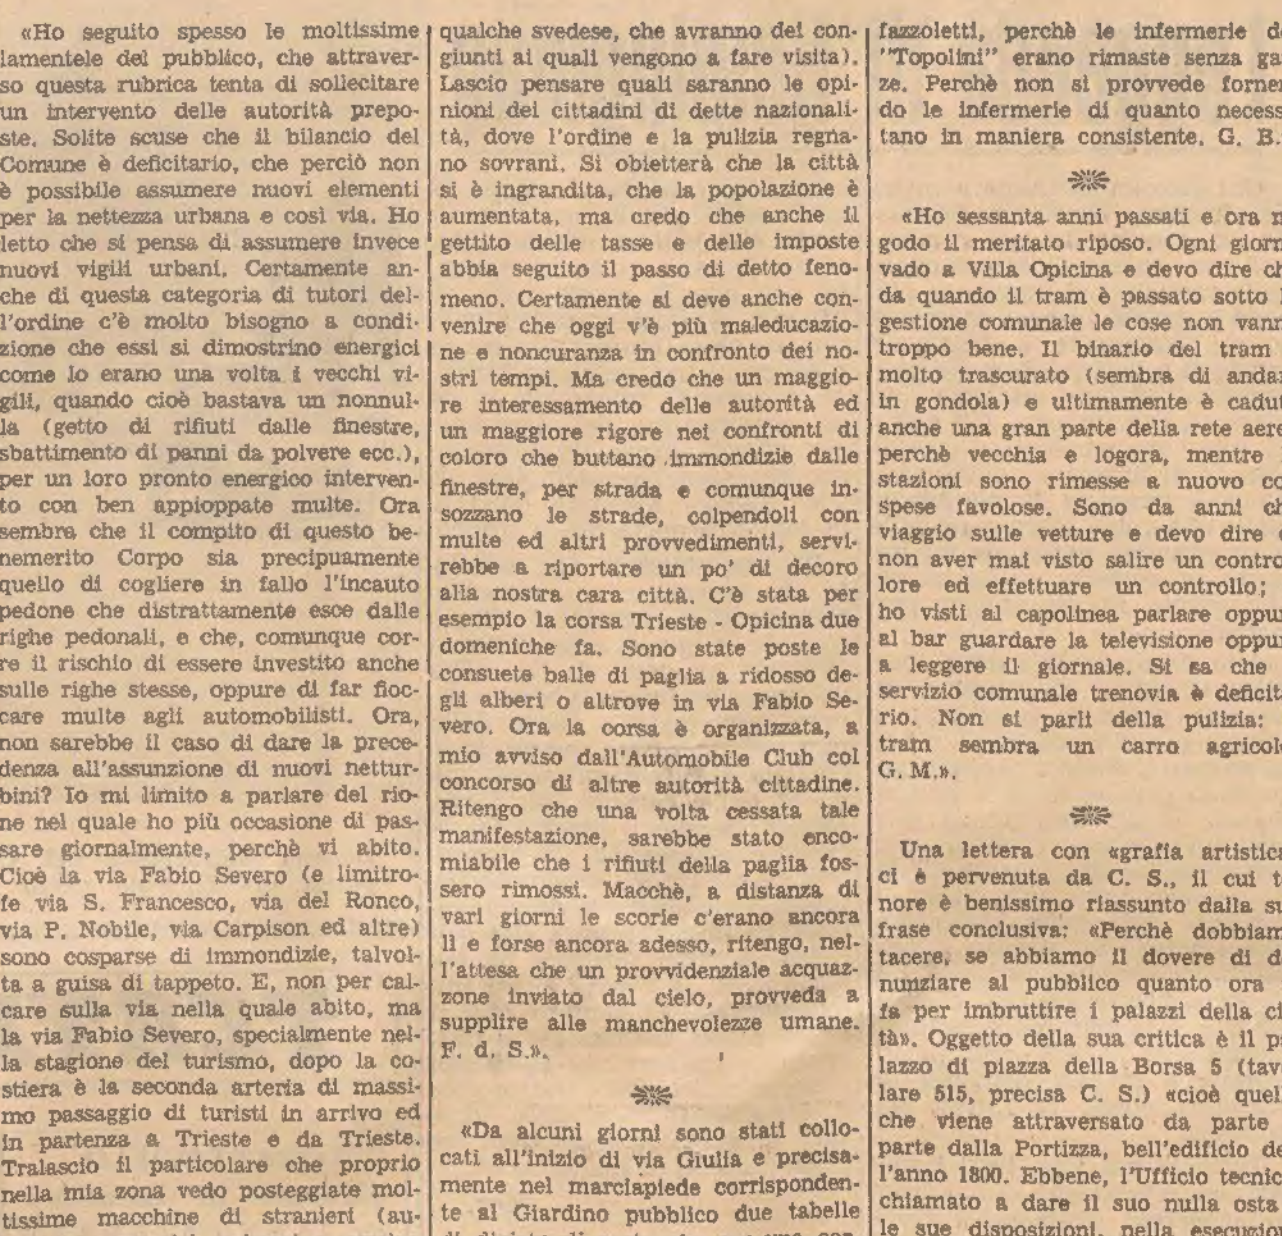 «Ho seguito spesso le moltissime
lamentele del pubblico, che attraver-
so questa rubrica tenta di sollecitare
un intervento delle autorità prepo-
ste. Solite scuse che il bilancio del
Comune è deficitario, che perciò non
è possibile assumere nuovi elementi
per la nettezza urbana e così via. Ho
letto che si pensa di assumere invece
nuovi vigili urbani. Certamente an-
che di questa categoria di tutori del-
l'ordine c'è molto bisogno a condi-
zione che essi si dimostrino energici
come lo erano una volta i vecchi vi-
gili, quando cioè bastava un nonnul-
la (getto di rifiuti dalle finestre,
sbattimento di panni da polvere ecc.),
per un loro pronto energico interven-
to con ben appioppate multe. Ora
sembra che il compito di questo be-
nemerito Corpo sia precipuamente
quello di cogliere in fallo l'incauto
pedone che distrattamente esce dalle
righe pedonali, e che, comunque cor-
re il rischio di essere investito anche
sulle righe stesse, oppure di far fioc-
care multe agli automobilisti. Ora,
non sarebbe il caso di dare la prece-
denza all'assunzione di nuovi nettur-
bini? Io mi limito a parlare del rio-
ne nel quale ho più occasione di pas-
sare giornalmente, perchè vi abito.
Cioè la via Fabio Severo (e limitro-
fe via S. Francesco, via del Ronco,
via P. Nobile, via Carpison ed altre)
sono cosparse di immondizie, talvol-
ta a guisa di tappeto. E, non per cal-
care sulla via nella quale abito, ma
la via Fabio Severo, specialmente nel-
la stagione del turismo, dopo la co-
stiera è la seconda arteria di massi-
mo passaggio di turisti in arrivo ed
in partenza a Trieste e da Trieste.
Tralascio il particolare che proprio
nella mia zona vedo posteggiate mol-
tissime macchine di stranieri (au-
qualche svedese, che avranno dei con-
giunti ai quali vengono a fare visita).
Lascio pensare quali saranno le opi-
nioni dei cittadini di dette nazionali-
tà, dove l'ordine e la pulizia regna-
no sovrani. Si obietterà che la città
si è ingrandita, che la popolazione è
aumentata, ma credo che anche il
gettito delle tasse e delle imposte
abbia seguito il passo di detto feno-
meno. Certamente si deve anche con-
venire che oggi v'è più maleducazio-
ne e noncuranza in confronto dei no-
stri tempi. Ma credo che un maggio-
re interessamento delle autorità ed
un maggiore rigore nei confronti di
coloro che buttano immondizie dalle
finestre, per strada e comunque in-
sozzano le strade, colpendoli con
multe ed altri provvedimenti, servi-
rebbe a riportare un po' di decoro
alla nostra cara città. C'è stata per
esempio la corsa Trieste - Opicina due
domeniche fa. Sono state poste le
consuete balle di paglia a ridosso de-
gli alberi o altrove in via Fabio Se-
vero. Ora la corsa è organizzata, a
mio avviso dall'Automobile Club col
concorso di altre autorità cittadine.
Ritengo che una volta cessata tale
manifestazione, sarebbe stato enco-
miabile che i rifiuti della paglia fos-
sero rimossi. Macchè, a distanza di
vari giorni le scorie c'erano ancora
lì e forse ancora adesso, ritengo, nel-
l'attesa che un provvidenziale acquaz-
zone inviato dal cielo, provveda a
supplire alle manchevolezze umane.
F. d. S.».
«Da alcuni giorni sono stati collo-
cati all'inizio di via Giulia e precisa-
mente nel marciapiede corrisponden-
te al Giardino pubblico due tabelle
fazzoletti, perchè le infermerie de
"Topolini" erano rimaste senza gar
ze. Perchè non si provvede fornen
do le infermerie di quanto necessi
tano in maniera consistente. G. B.
«Ho sessanta anni passati e ora m
godo il meritato riposo. Ogni giorn
vado a Villa Opicina e devo dire ch
da quando il tram è passato sotto l
gestione comunale le cose non vann
troppo bene. Il binario del tram
molto trascurato (sembra di andar
in gondola) e ultimamente è cadut
anche una gran parte della rete aere
perchè vecchia e logora, mentre
stazioni sono rimesse a nuovo co
spese favolose. Sono da anni ch
viaggio sulle vetture e devo dire d
non aver mai visto salire un control
lore ed effettuare un controllo;
ho visti al capolinea parlare oppur
al bar guardare la televisione oppur
a leggere il giornale. Si sa che
servizio comunale trenovia è deficita
rio. Non si parli della pulizia:
tram sembra un carro agricolo
G. M.».
Una lettera con «grafia artistica
ci è pervenuta da C. S., il cui te
nore è benissimo riassunto dalla su
frase conclusiva: «Perchè dobbiam
tacere, se abbiamo il dovere di de
nunziare al pubblico quanto ora
fa per imbruttire i palazzi della cit
tà». Oggetto della sua critica è il pa
lazzo di piazza della Borsa 5 (tavo
lare 515, precisa C. S.) «cioè quell
che viene attraversato da parte
parte dalla Portizza, bell'edificio de
l'anno 1800. Ebbene, l'Ufficio tecnic
chiamato a dare il suo nulla osta
le sue disposizioni, nella esecuzion